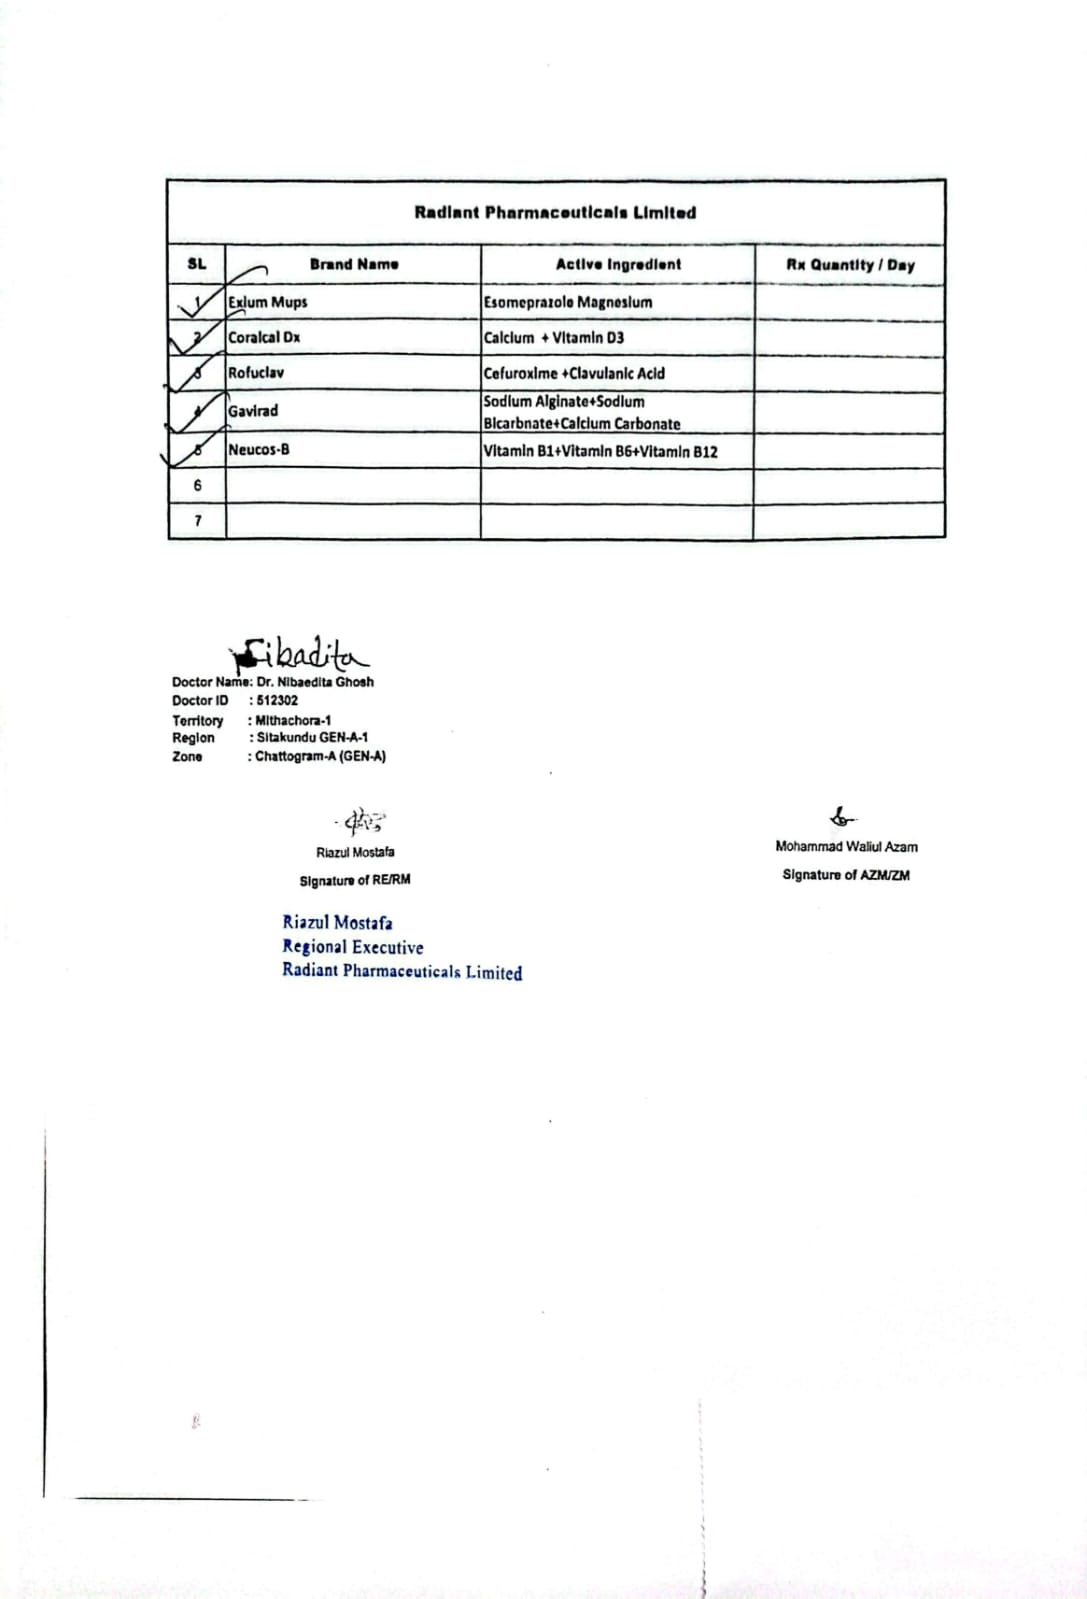 Radiant Pharmaceuticals Limited
SL Brand Name Active Ingredient Rx Quantity / Day
1 Exium Mups Esomeprazole Magnesium
2 Coralcal Dx Calcium + Vitamin D3
3 Rofuclav Cefuroxime +Clavulanic Acid
4 Gavirad Sodium Alginate+Sodium
Bicarbnate+Calcium Carbonate
5 Neucos-B Vitamin B1+Vitamin B6+Vitamin B12
6
7
Nibadita
Doctor Name: Dr. Nibaedita Ghosh
Doctor ID : 512302
Territory : Mithachora-1
Region : Sitakundu GEN-A-1
Zone : Chattogram-A (GEN-A)
Riazul Mostafa
Signature of RE/RM
Mohammad Waliul Azam
Signature of AZM/ZM
Riazul Mostafa
Regional Executive
Radiant Pharmaceuticals Limited